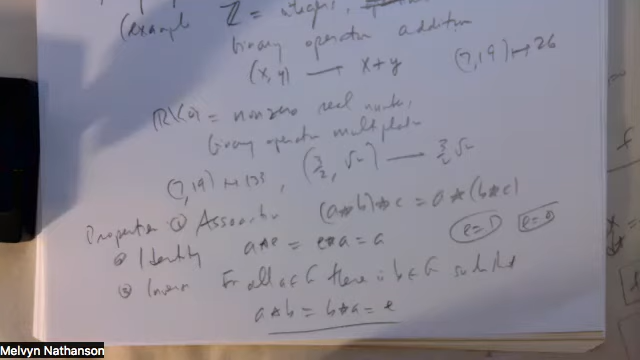 (example ℤ = integers,
binary operation addition
(x, y) ⟶ x+y (7, 19) ↦ 26
ℝ\{0} = nonzero real numbers,
binary operation multiplication
(7, 19) ↦ 133, (3/2, √2) ⟶ 3/2 √2
Properties ① Associative (a*b)*c = a*(b*c)
② Identity a*e = e*a = a e=1 e=0
③ Inverse For all a∈G there is b∈G such that
a*b = b*a = e
Melvyn Nathanson